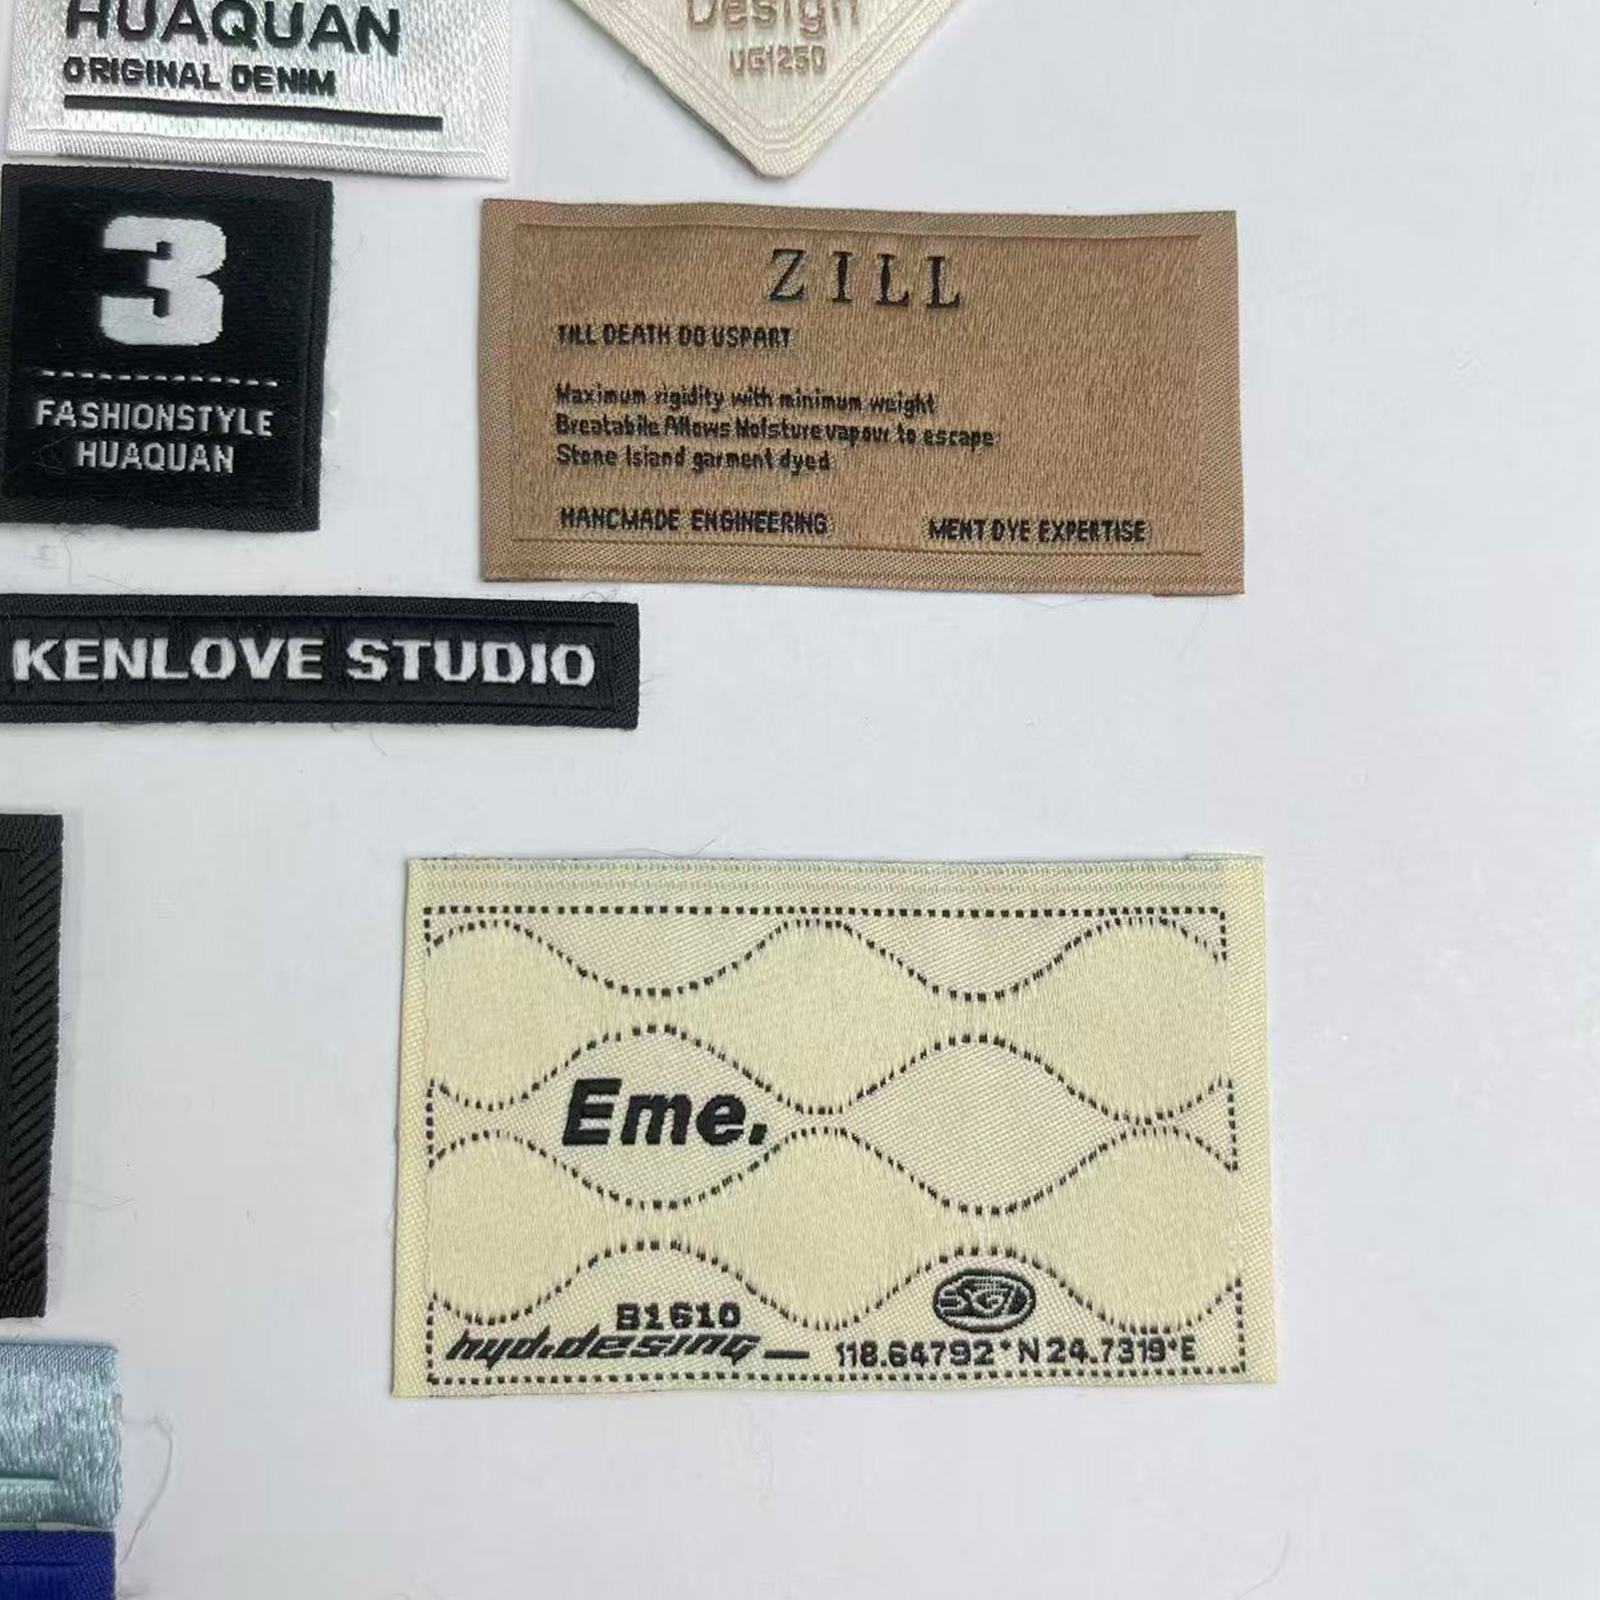 HUAQUAN
ORIGINAL DENIM
Design
UG1250
3
FASHIONSTYLE
HUAQUAN
ZILL
TILL DEATH DO USPART
Maximum rigidity with minimum weight
Breatabile Allows Moisture vapour to escape
Stone Island garment dyed
HANCMADE ENGINEERING
MENT DYE EXPERTISE
KENLOVE STUDIO
Eme.
B1610
hyd.desing
118.64792°N 24.7319°E